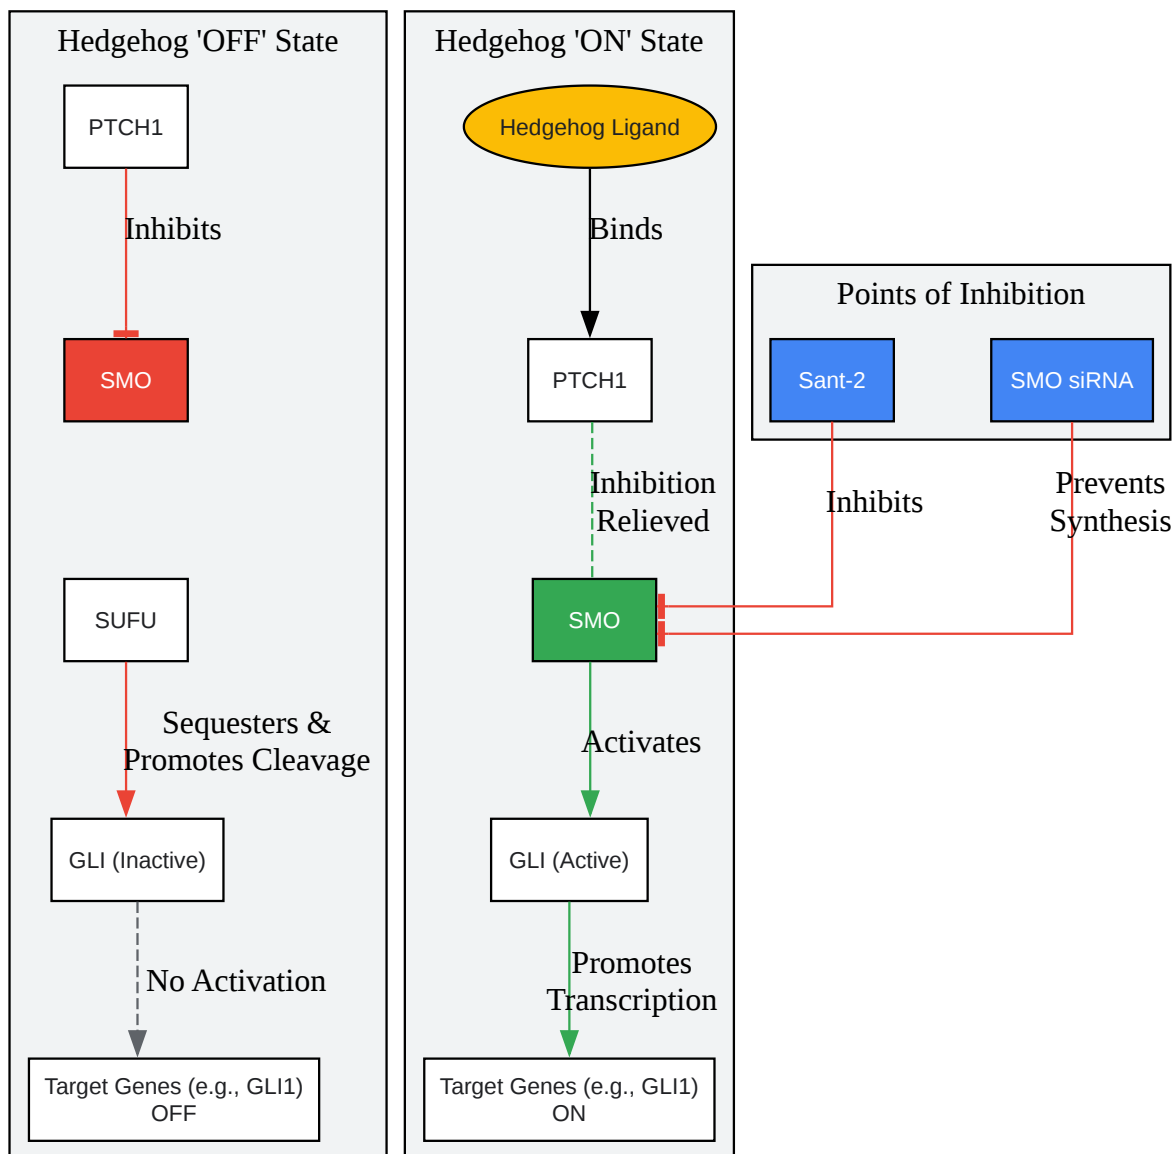 Hedgehog 'OFF' State
PTCH1
Inhibits
SMO
SUFU
Sequesters &
Promotes Cleavage
GLI (Inactive)
No Activation
Target Genes (e.g., GLI1)
OFF
Hedgehog 'ON' State
Hedgehog Ligand
Binds
PTCH1
Inhibition
Relieved
SMO
Activates
GLI (Active)
Promotes
Transcription
Target Genes (e.g., GLI1)
ON
Points of Inhibition
Sant-2
SMO siRNA
Inhibits
Prevents
Synthesis